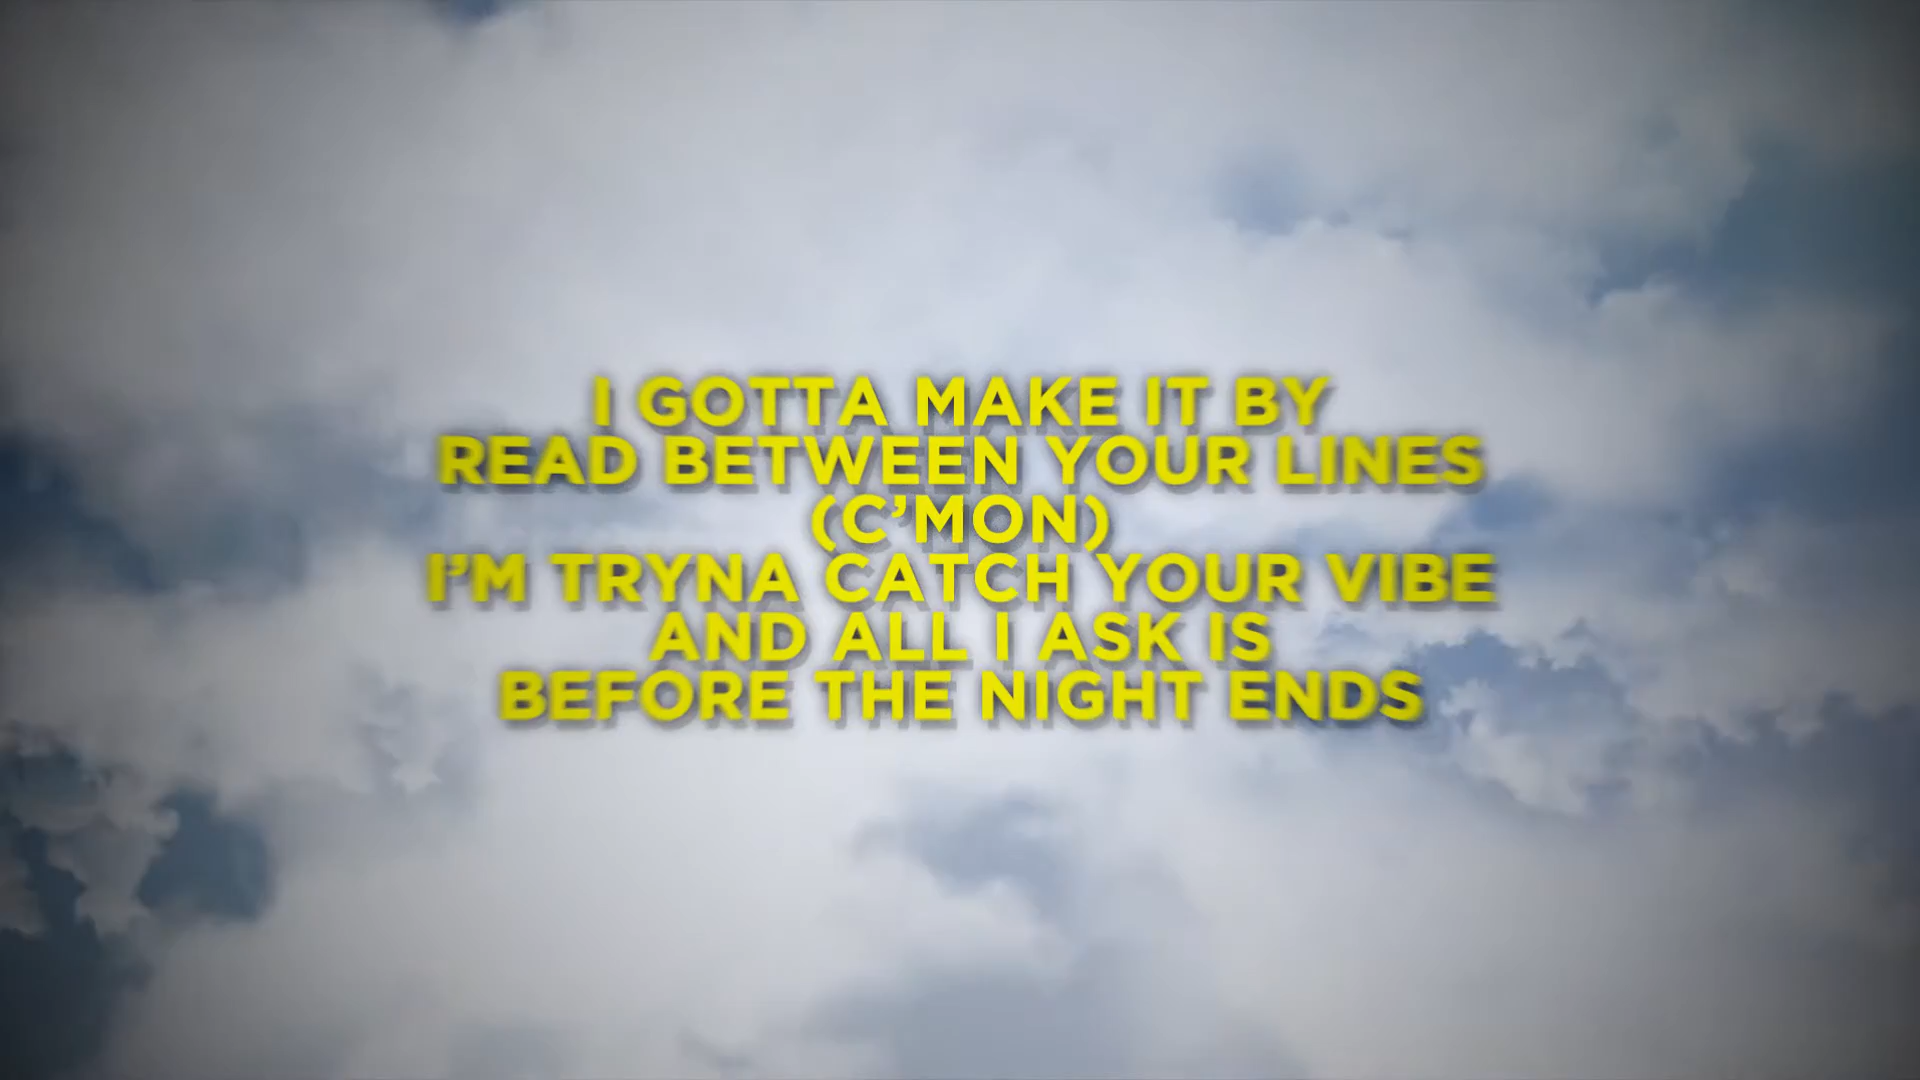 I GOTTA MAKE IT BY
READ BETWEEN YOUR LINES
(C’MON)
I’M TRYNA CATCH YOUR VIBE
AND ALL I ASK IS
BEFORE THE NIGHT ENDS